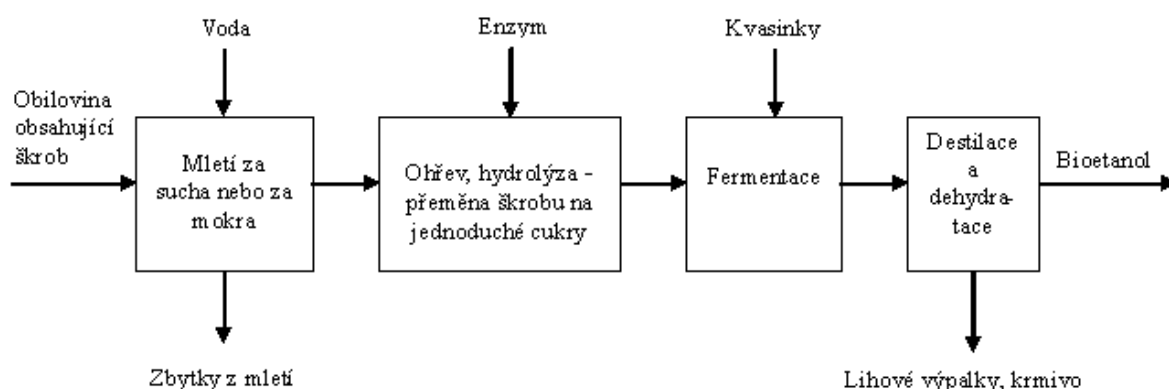 Voda
Enzym
Kvasinky
Obilovina
obsahující
škrob
Mletí za
sucha nebo za
mokra
Ohřev, hydrolýza -
přeměna škrobu na
jednoduché cukry
Fermentace
Destilace
a
dehydra-
tace
Bioetanol
Zbytky z mletí
Lihové výpalky, krmivo